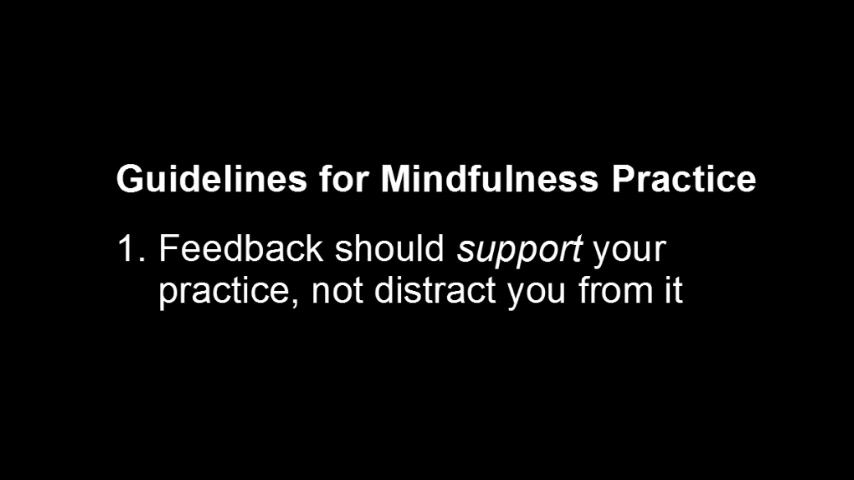 Guidelines for Mindfulness Practice
1. Feedback should support your
practice, not distract you from it